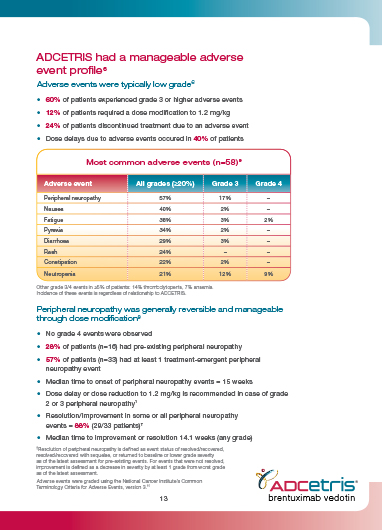 ADCETRIS had a manageable adverse
event profile⁶
Adverse events were typically low grade⁶
• 60% of patients experienced grade 3 or higher adverse events
• 12% of patients required a dose modification to 1.2 mg/kg
• 24% of patients discontinued treatment due to an adverse event
• Dose delays due to adverse events occured in 40% of patients
Most common adverse events (n=58)⁶
Adverse event All grades (≥20%) Grade 3 Grade 4
Peripheral neuropathy 57% 17% –
Nausea 40% 2% –
Fatigue 38% 3% 2%
Pyrexia 34% 2% –
Diarrhoea 29% 3% –
Rash 24% – –
Constipation 22% 2% –
Neutropenia 21% 12% 9%
Other grade 3/4 events in ≥5% of patients: 14% thrombocytopenia, 7% anaemia.
Incidence of these events is regardless of relationship to ADCETRIS.
Peripheral neuropathy was generally reversible and manageable
through dose modification
• No grade 4 events were observed
• 28% of patients (n=16) had pre-existing peripheral neuropathy
• 57% of patients (n=33) had at least 1 treatment-emergent peripheral
neuropathy event
• Median time to onset of peripheral neuropathy events = 15 weeks
• Dose delay or dose reduction to 1.2 mg/kg is recommended in case of grade
2 or 3 peripheral neuropathy¹
• Resolution/improvement in some or all peripheral neuropathy
events = 88% (29/33 patients)
• Median time to improvement or resolution 14.1 weeks (any grade)
Resolution of peripheral neuropathy is defined as event status of resolved/recovered,
resolved/recovered with sequelae, or returned to baseline or lower grade severity
as of the latest assessment for pre-existing events. For events that were not resolved,
improvement is defined as a decrease in severity by at least 1 grade from worst grade
as of the latest assessment.
Adverse events were graded using the National Cancer Institute's Common
Terminology Criteria for Adverse Events, version 3.
13
ADCETRIS
brentuximab vedotin